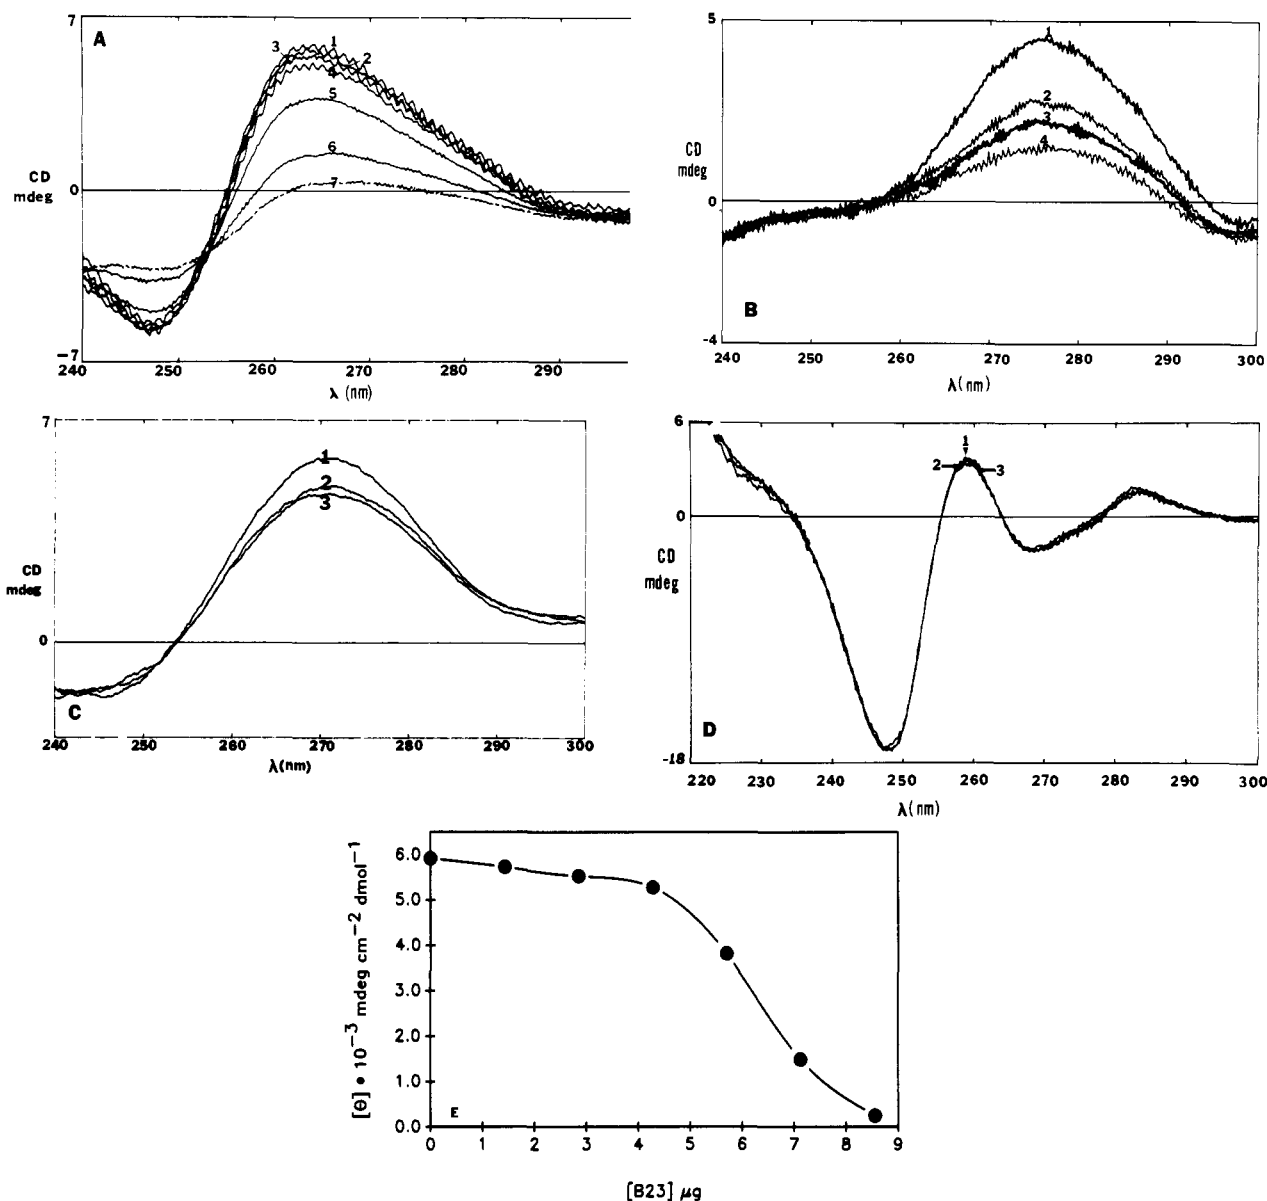 7
A
3 1 2
4
5
6
7
CD
mdeg
0
-7
240 250 260 270 280 290
λ (nm)
5
1
2
3
4
CD
mdeg
0
B
-4
240 250 260 270 280 290 300
λ(nm)
7
1
2
3
CD
mdeg
0
C
240 250 260 270 280 290 300
λ(nm)
6
1
2 3
0
CD
mdeg
D
-18
220 230 240 250 260 270 280 290 300
λ(nm)
[θ] • 10⁻³ mdeg cm⁻² dmol⁻¹
6.0
5.0
4.0
3.0
2.0
1.0
0.0
E
0 1 2 3 4 5 6 7 8 9
[B23] μg